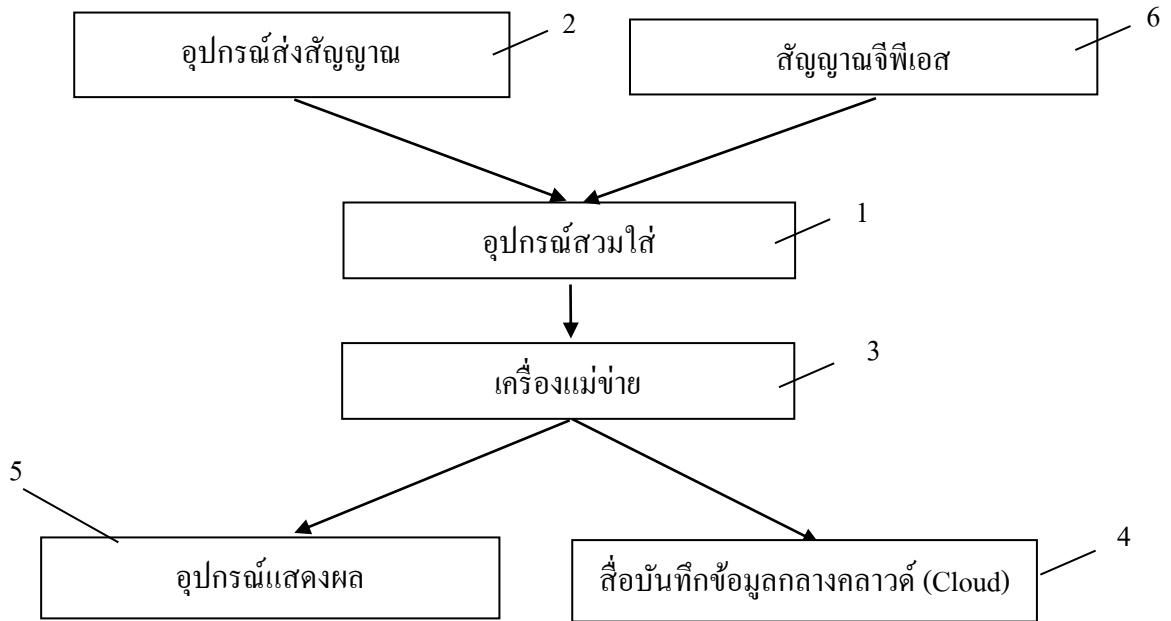 2
6
อุปกรณ์ส่งสัญญาณ
สัญญาณจีพีเอส
1
อุปกรณ์สวมใส่
3
เครื่องแม่ข่าย
5
4
อุปกรณ์แสดงผล
สื่อบันทึกข้อมูลกลางคลาวด์ (Cloud)